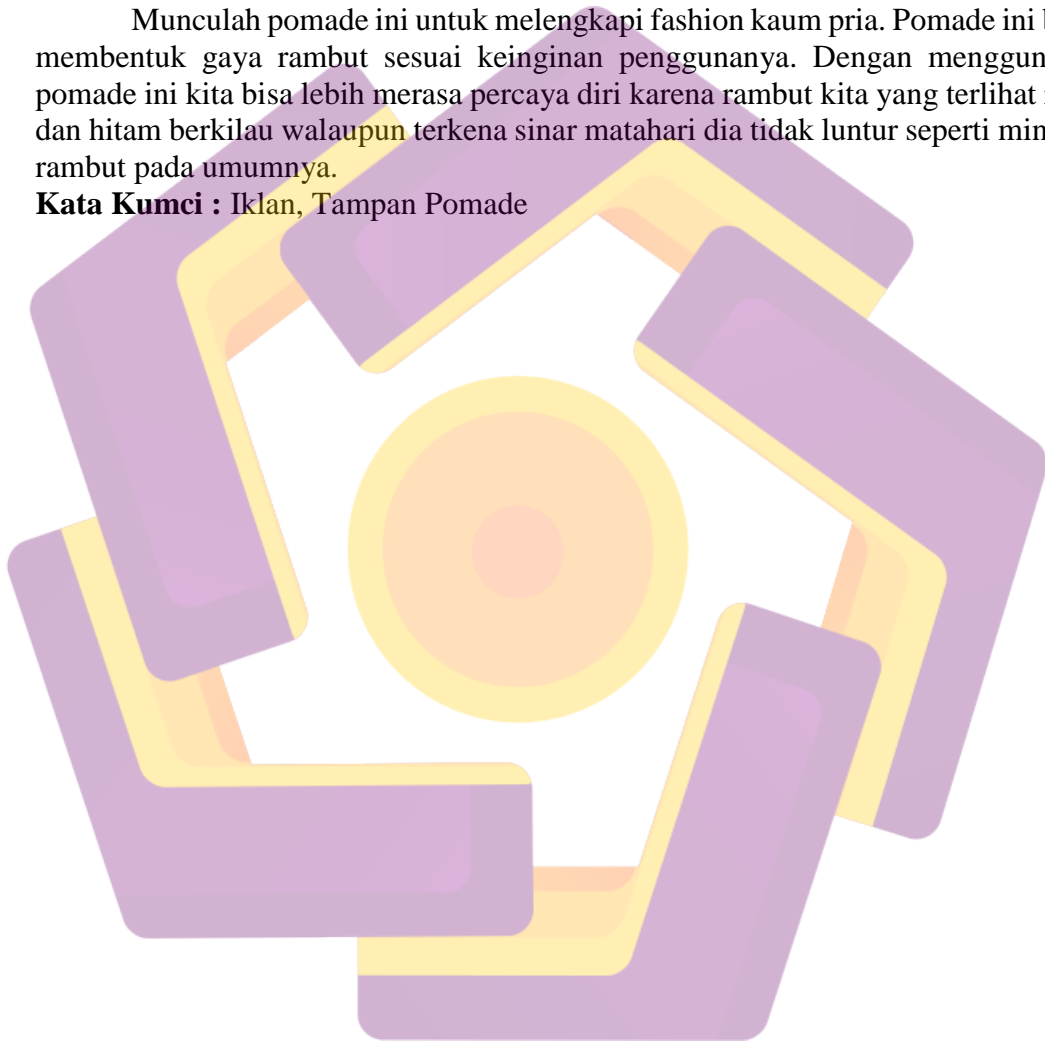 Munculah pomade ini untuk melengkapi fashion kaum pria. Pomade ini
membentuk gaya rambut sesuai keinginan penggunanya. Dengan
pomade ini kita bisa lebih merasa percaya diri karena rambut kita yang terlihat
dan hitam berkilau walaupun terkena sinar matahari dia tidak luntur seperti
rambut pada umumnya.
Kata Kumci : Iklan, Tampan Pomade